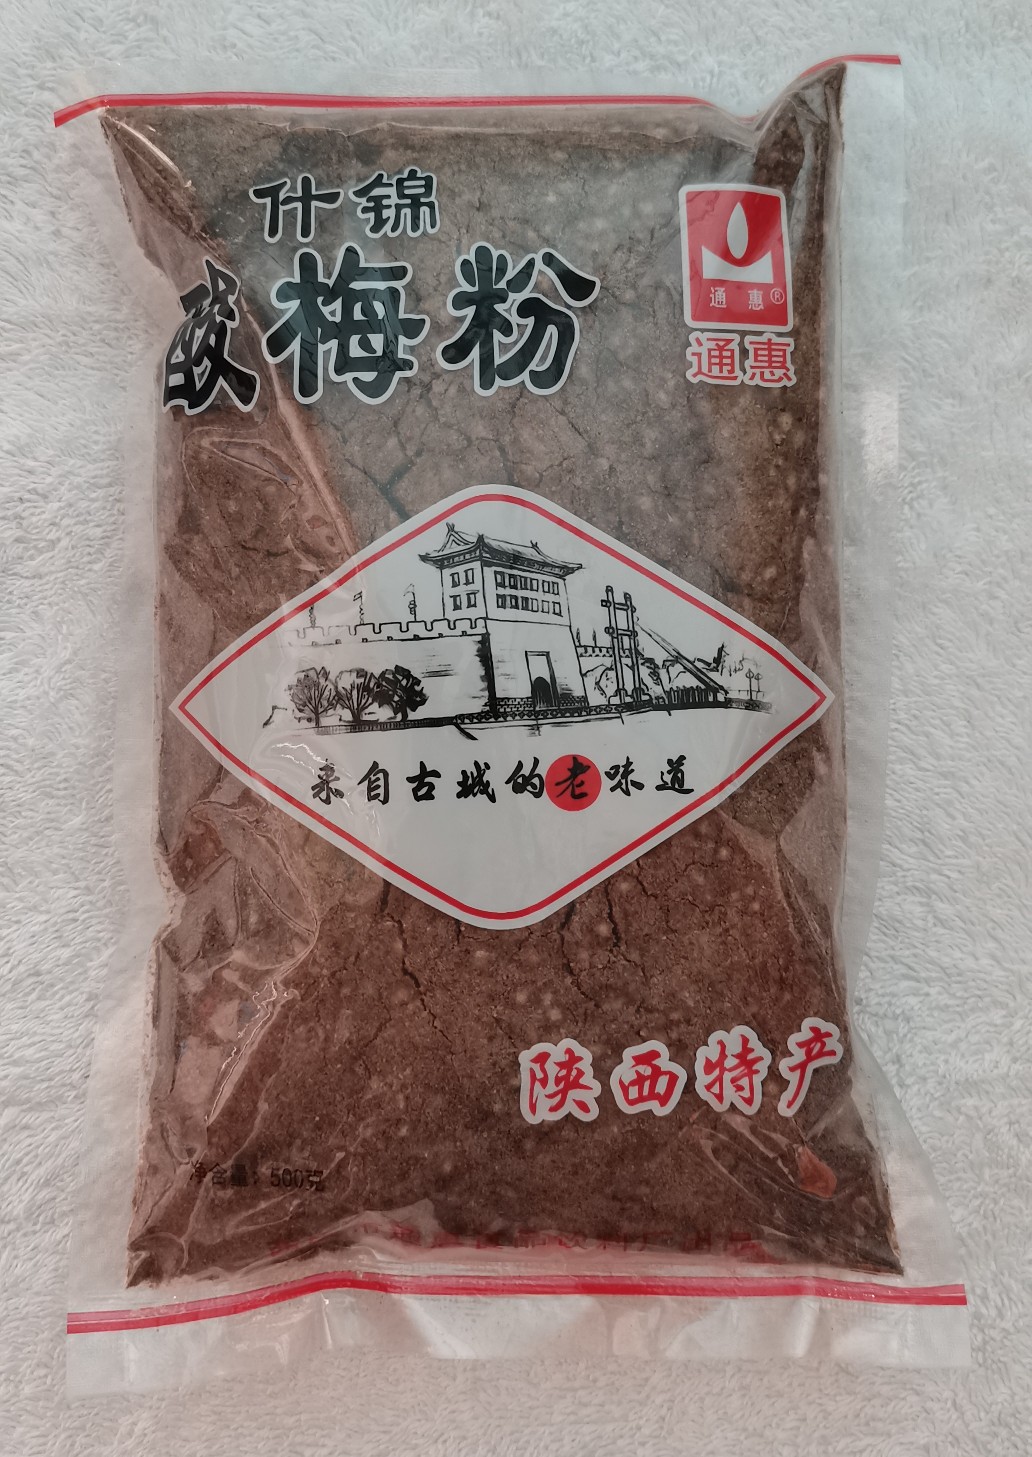 什锦
酸梅粉
通惠®
通惠
来自古城的老味道
陕西特产
净含量：500克